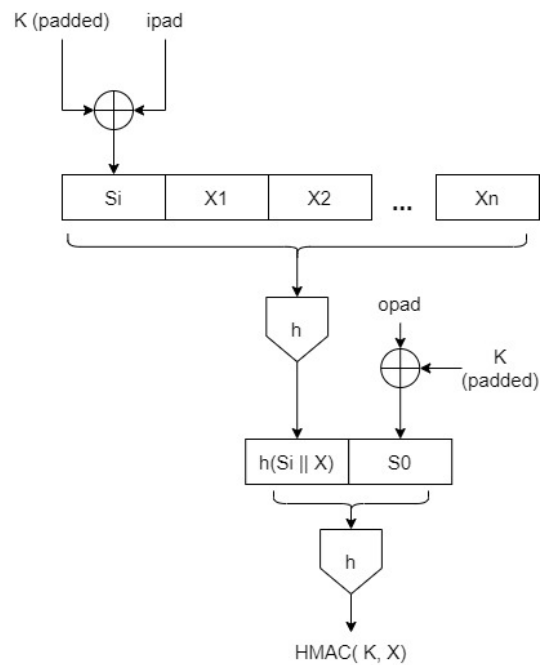 K (padded) ipad
Si X1 X2 ... Xn
h
opad
K
(padded)
h(Si || X) S0
h
HMAC( K, X)